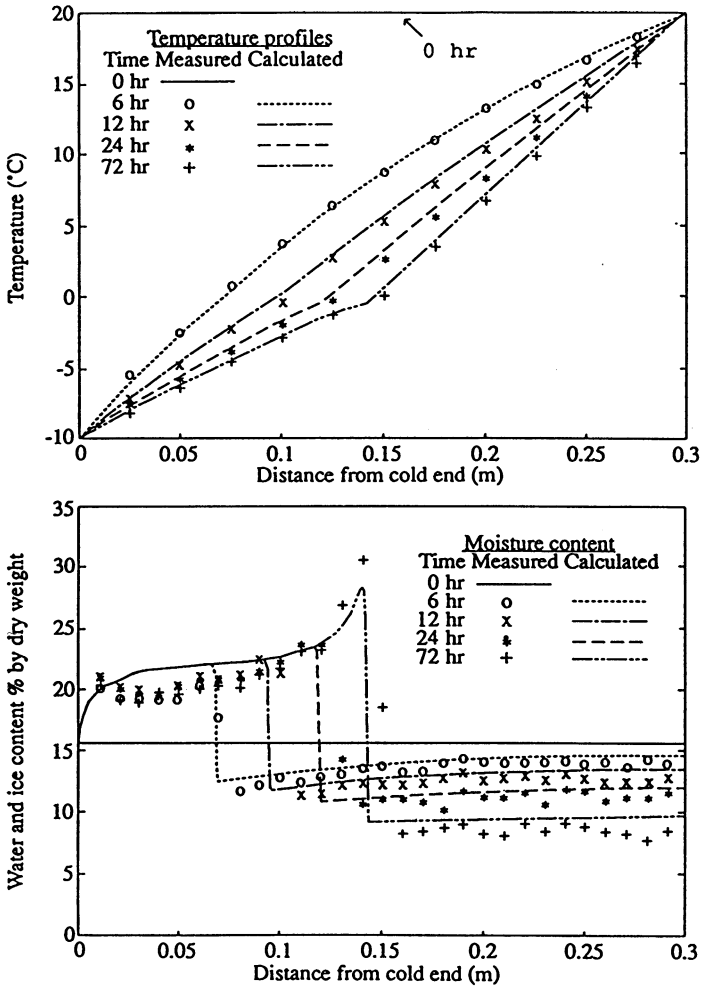 20
15
10
5
0
-5
-10
Temperature (°C)
Temperature profiles
Time Measured Calculated
0 hr
6 hr
12 hr
24 hr
72 hr
0 hr
0 0.05 0.1 0.15 0.2 0.25 0.3
Distance from cold end (m)
35
30
25
20
15
10
5
0
Water and ice content % by dry weight
Moisture content
Time Measured Calculated
0 hr
6 hr
12 hr
24 hr
72 hr
0 0.05 0.1 0.15 0.2 0.25 0.3
Distance from cold end (m)